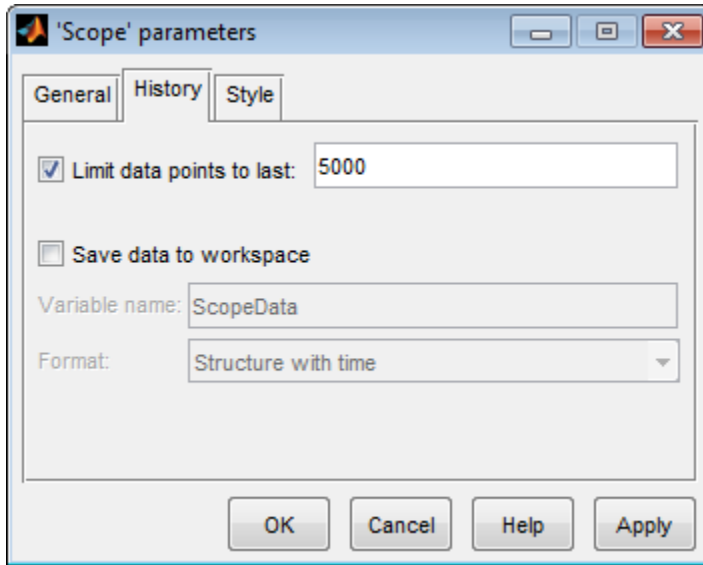 'Scope' parameters
General History Style
Limit data points to last: 5000
Save data to workspace
Variable name: ScopeData
Format: Structure with time
OK Cancel Help Apply